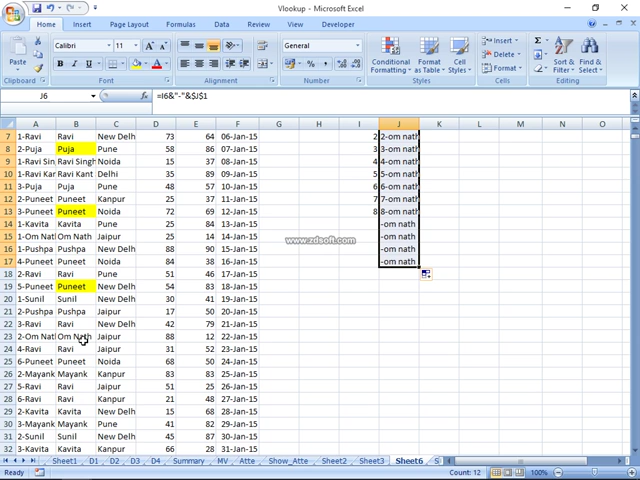 Vlookup - Microsoft Excel
Home Insert Page Layout Formulas Data Review View Developer
Paste Calibri 11 General Conditional Formatting Format as Table Cell Styles Insert Delete Format Sort & Filter Find & Select
Clipboard Font Alignment Number Styles Cells Editing
J6 =I6&"-"&$J$1
A B C D E F G H I J K L M N O
7 1-Ravi Ravi New Delh 73 64 06-Jan-15 2 2-om nath
8 2-Puja Puja Pune 58 86 07-Jan-15 3 3-om nath
9 1-Ravi Sin Ravi Singh Noida 15 37 08-Jan-15 4 4-om nath
10 1-Ravi Kan Ravi Kant Delhi 35 89 09-Jan-15 5 5-om nath
11 3-Puja Puja Pune 48 57 10-Jan-15 6 6-om nath
12 2-Puneet Puneet Kanpur 25 37 11-Jan-15 7 7-om nath
13 3-Puneet Puneet Noida 72 69 12-Jan-15 8 8-om nath
14 1-Kavita Kavita Pune 25 84 13-Jan-15 -om nath
15 1-Om Nat Om Nath Jaipur 25 14 14-Jan-15 -om nath
www.zdsoft.com
16 1-Pushpa Pushpa Jaipur 88 90 15-Jan-15 -om nath
17 4-Puneet Puneet Noida 84 38 16-Jan-15 -om nath
18 2-Ravi Ravi Pune 51 46 17-Jan-15
19 5-Puneet Puneet New Delh 54 83 18-Jan-15
20 1-Sunil Sunil New Delh 30 41 19-Jan-15
21 2-Pushpa Pushpa Jaipur 17 50 20-Jan-15
22 3-Ravi Ravi New Delh 42 79 21-Jan-15
23 2-Om Nat Om Nath Jaipur 88 12 22-Jan-15
24 4-Ravi Ravi Jaipur 31 52 23-Jan-15
25 6-Puneet Puneet Noida 68 50 24-Jan-15
26 2-Mayank Mayank Kanpur 83 83 25-Jan-15
27 5-Ravi Ravi Jaipur 51 25 26-Jan-15
28 6-Ravi Ravi Kanpur 21 48 27-Jan-15
29 2-Kavita Kavita New Delh 15 68 28-Jan-15
30 3-Mayank Mayank Pune 41 82 29-Jan-15
31 2-Sunil Sunil New Delh 45 87 30-Jan-15
32 3-Kavita Kavita Kanpur 66 28 31-Jan-15
Sheet1 D1 D2 D3 D4 Summary MV Atte Show_Atte Sheet2 Sheet3 Sheet6 S
Ready Count: 12 100%